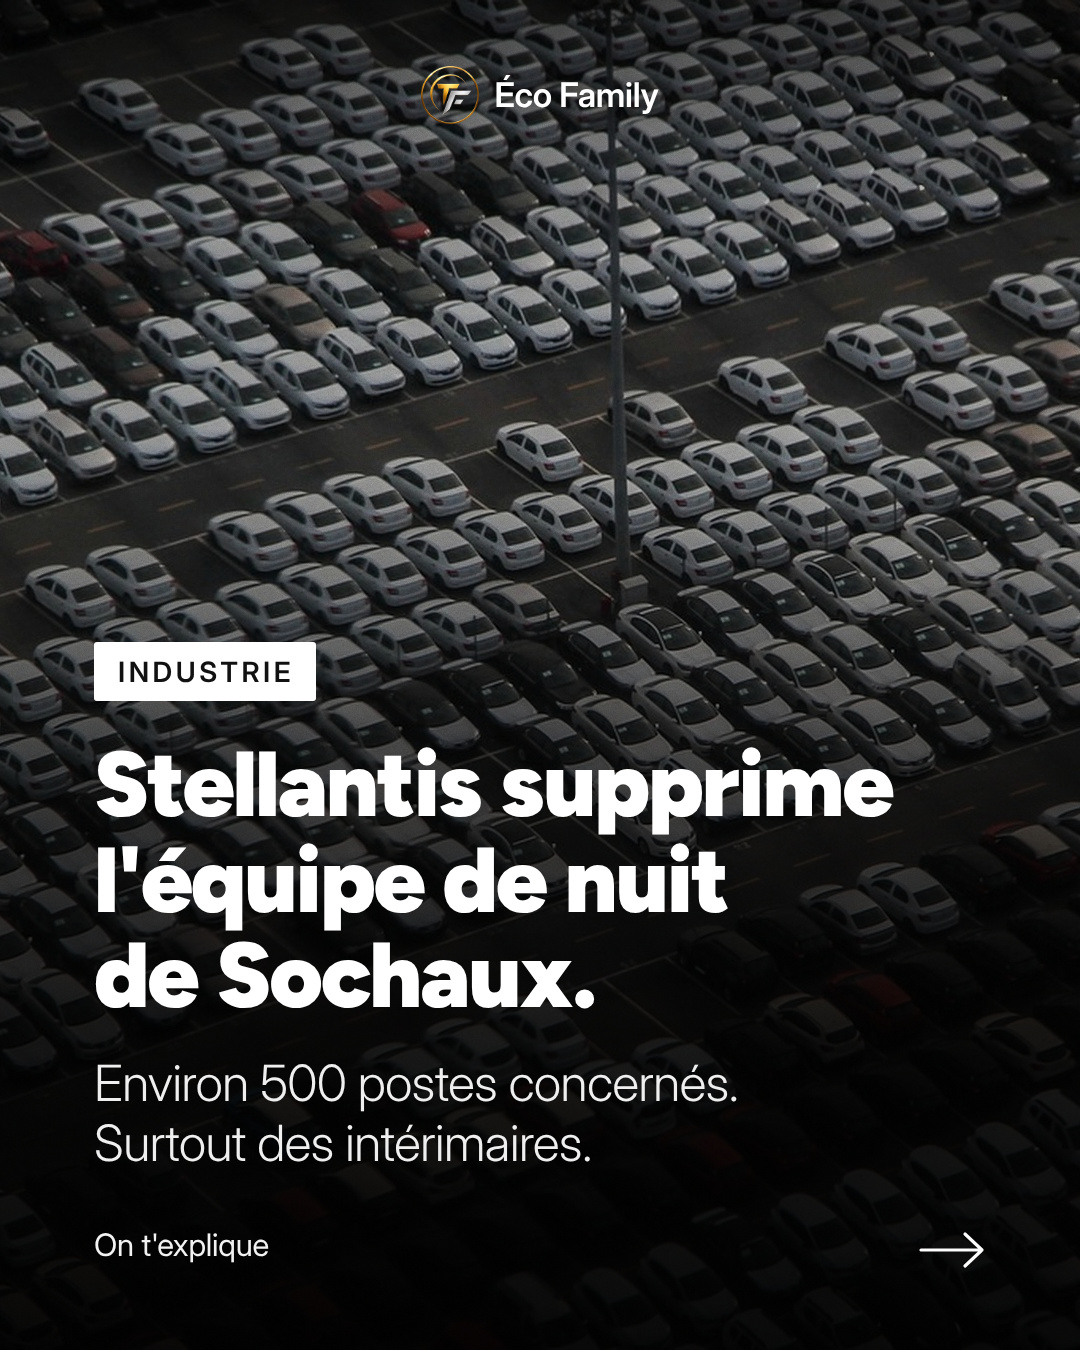 TF Éco Family
INDUSTRIE
Stellantis supprime
l'équipe de nuit
de Sochaux.
Environ 500 postes concernés.
Surtout des intérimaires.
On t'explique